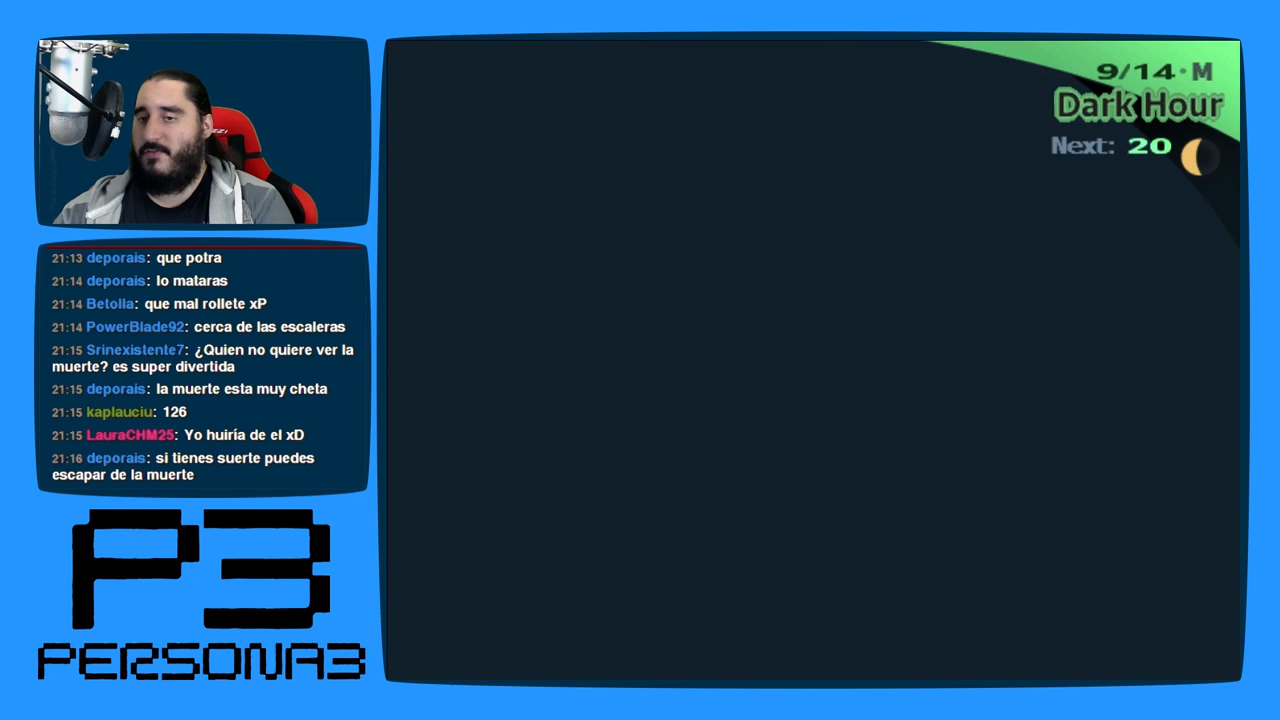 9/14·M
Dark Hour
Next: 20
21:13 deporais: que potra
21:14 deporais: lo mataras
21:14 Betolla: que mal rollete xP
21:14 PowerBlade92: cerca de las escaleras
21:15 Srinexistente7: ¿Quien no quiere ver la
muerte? es super divertida
21:15 deporais: la muerte esta muy cheta
21:15 kaplauciu: 126
21:15 LauraCHM25: Yo huiría de el xD
21:16 deporais: si tienes suerte puedes
escapar de la muerte
P3
PERSONA3